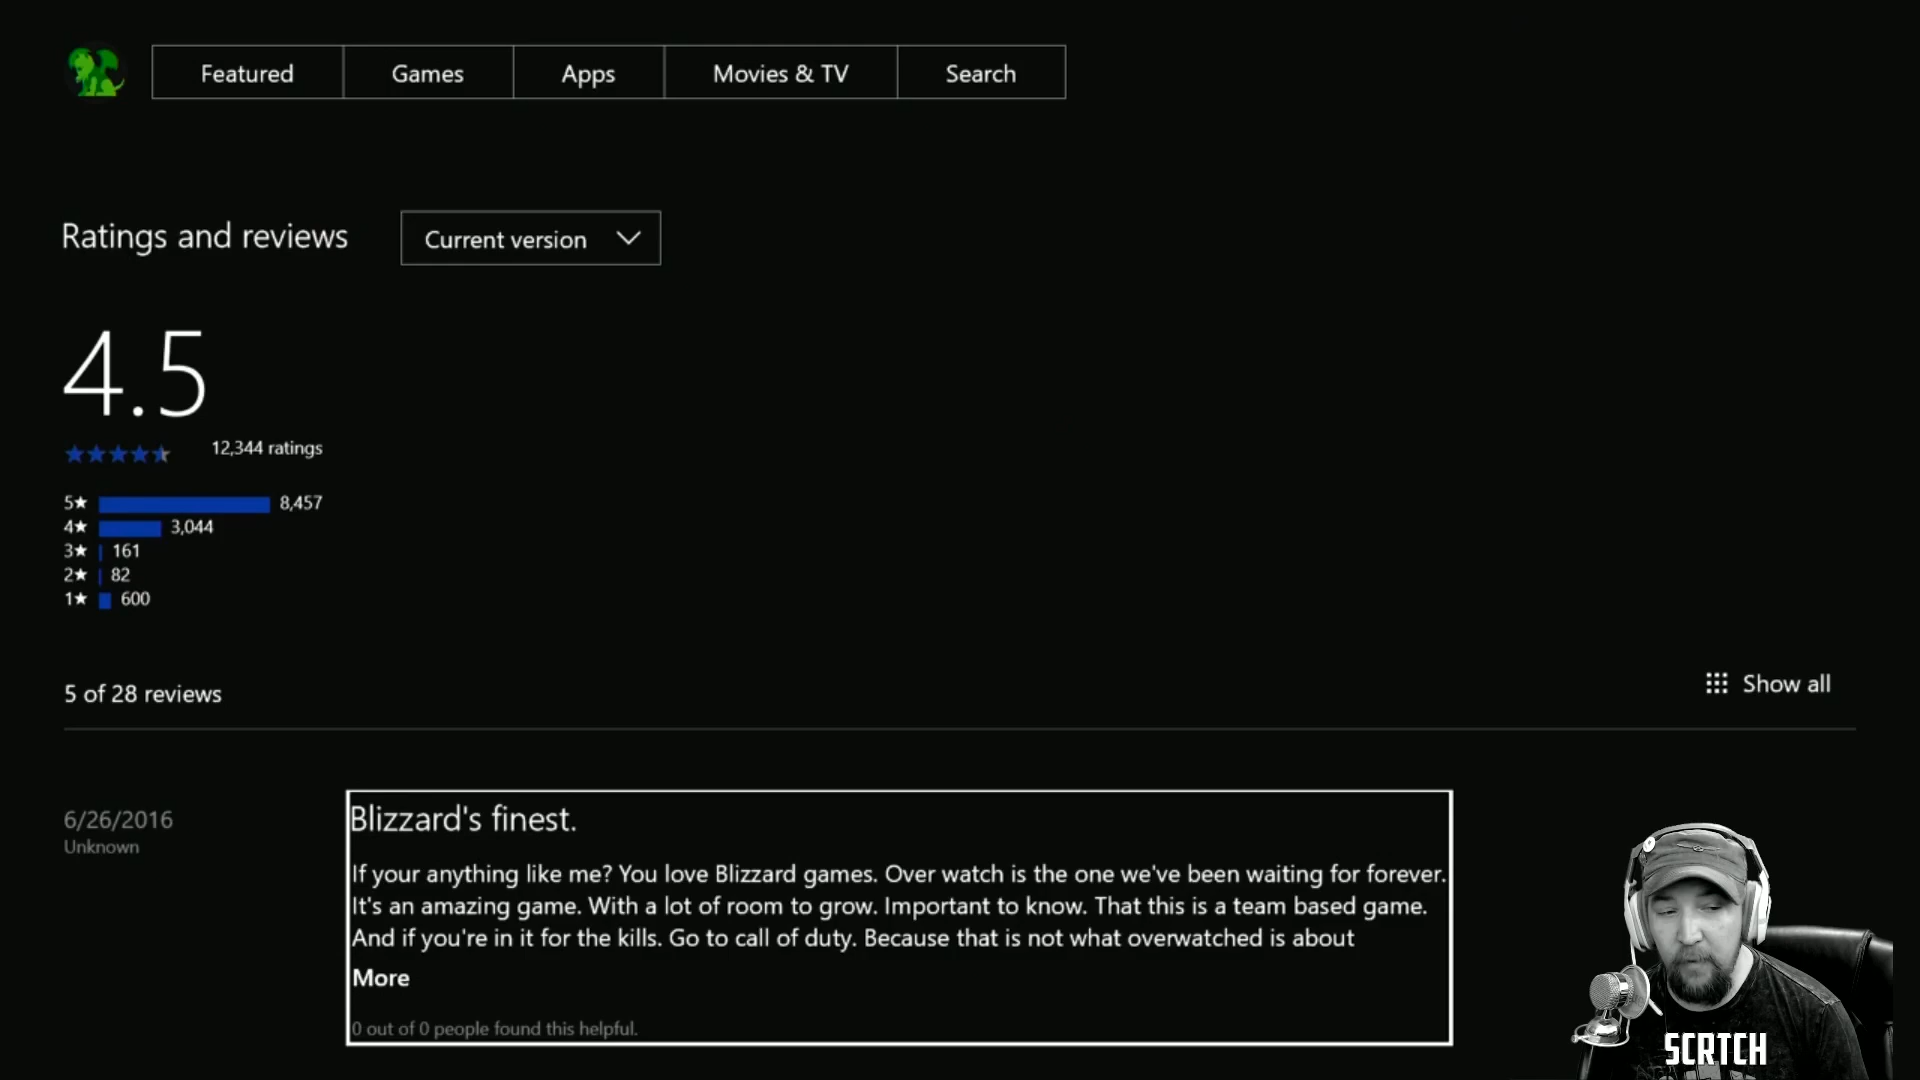 Featured
Games
Apps
Movies & TV
Search
Ratings and reviews
Current version
4.5
12,344 ratings
5★ 8,457
4★ 3,044
3★ 161
2★ 82
1★ 600
5 of 28 reviews
Show all
6/26/2016
Unknown
Blizzard's finest.
If your anything like me? You love Blizzard games. Over watch is the one we've been waiting for forever.
It's an amazing game. With a lot of room to grow. Important to know. That this is a team based game.
And if you're in it for the kills. Go to call of duty. Because that is not what overwatched is about
More
0 out of 0 people found this helpful.
SCRTCH